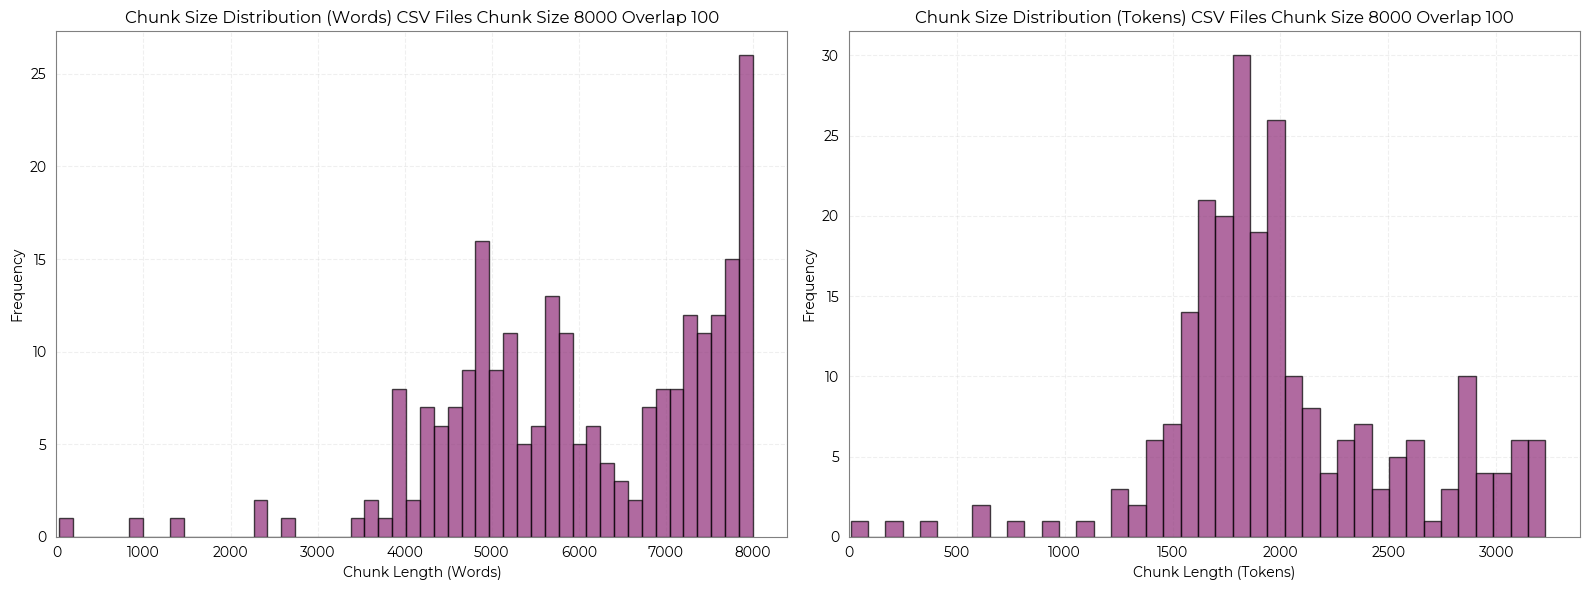 Chunk Size Distribution (Words) CSV Files Chunk Size 8000 Overlap 100
Frequency
25
20
15
10
5
0
0 1000 2000 3000 4000 5000 6000 7000 8000
Chunk Length (Words)
Chunk Size Distribution (Tokens) CSV Files Chunk Size 8000 Overlap 100
Frequency
30
25
20
15
10
5
0
0 500 1000 1500 2000 2500 3000
Chunk Length (Tokens)